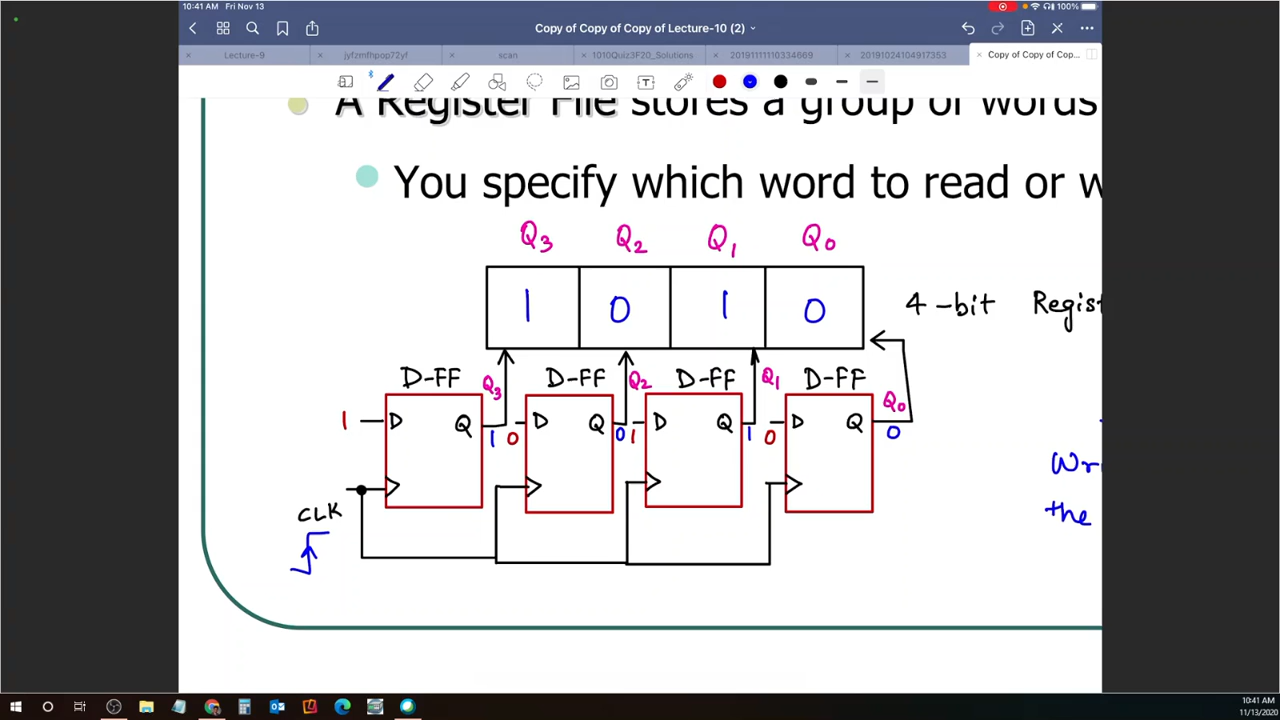 10:41 AM Fri Nov 13
100%
Copy of Copy of Copy of Lecture-10 (2)
Lecture-9
jyfzmfhpop72yf
scan
1010Quiz3F20_Solutions
20191111110334669
20191024104917353
Copy of Copy of Cop...
A Register File stores a group of words
You specify which word to read or w
Q3 Q2 Q1 Q0
1 0 1 0
4-bit Regist
D-FF D-FF D-FF D-FF
Q3 Q2 Q1 Q0
1 D Q 1 0 D Q 0 1 D Q 1 0 D Q 0
Wri
CLK
the
10:41 AM
11/13/2020